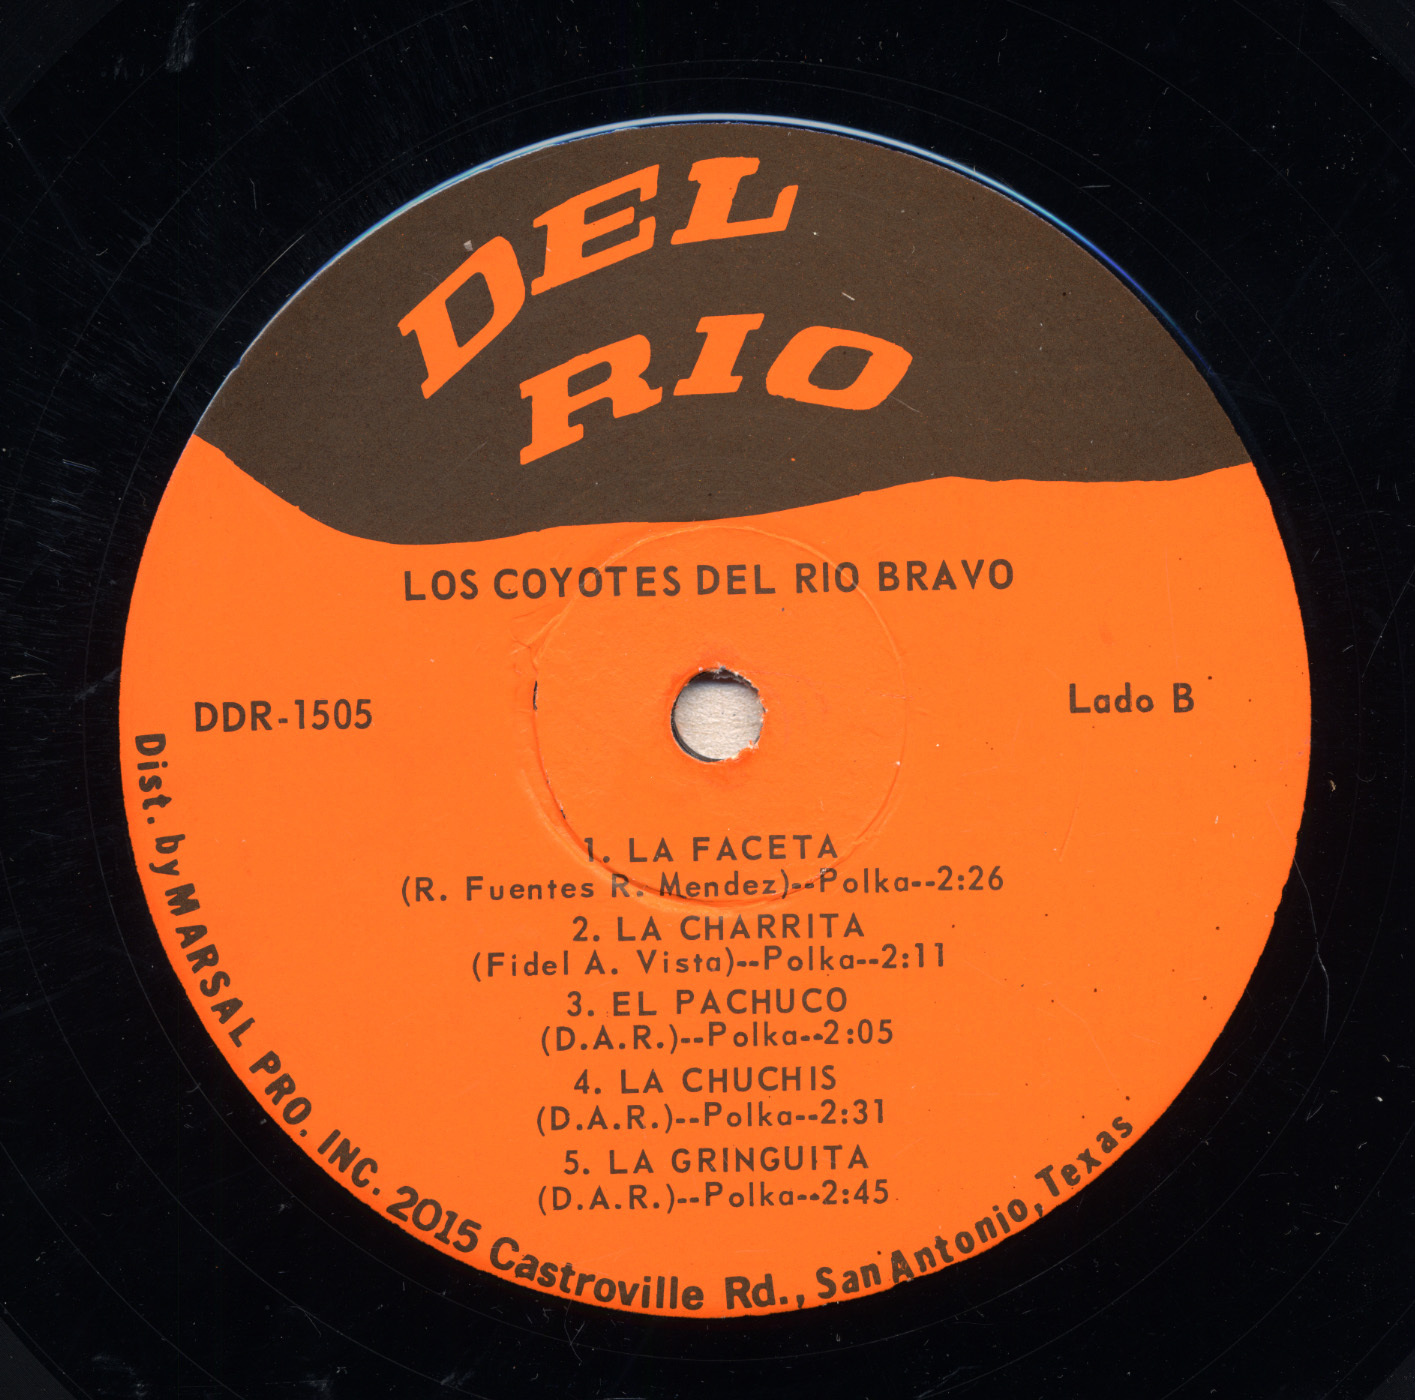 DEL
RIO
LOS COYOTES DEL RIO BRAVO
DDR-1505
Lado B
1. LA FACETA
(R. Fuentes R. Mendez)--Polka--2:26
2. LA CHARRITA
(Fidel A. Vista)--Polka--2:11
3. EL PACHUCO
(D.A.R.)--Polka--2:05
4. LA CHUCHIS
(D.A.R.)--Polka--2:31
5. LA GRINGUITA
(D.A.R.)--Polka--2:45
Dist. by MARSAL PRO. INC. 2015 Castroville Rd., San Antonio, Texas